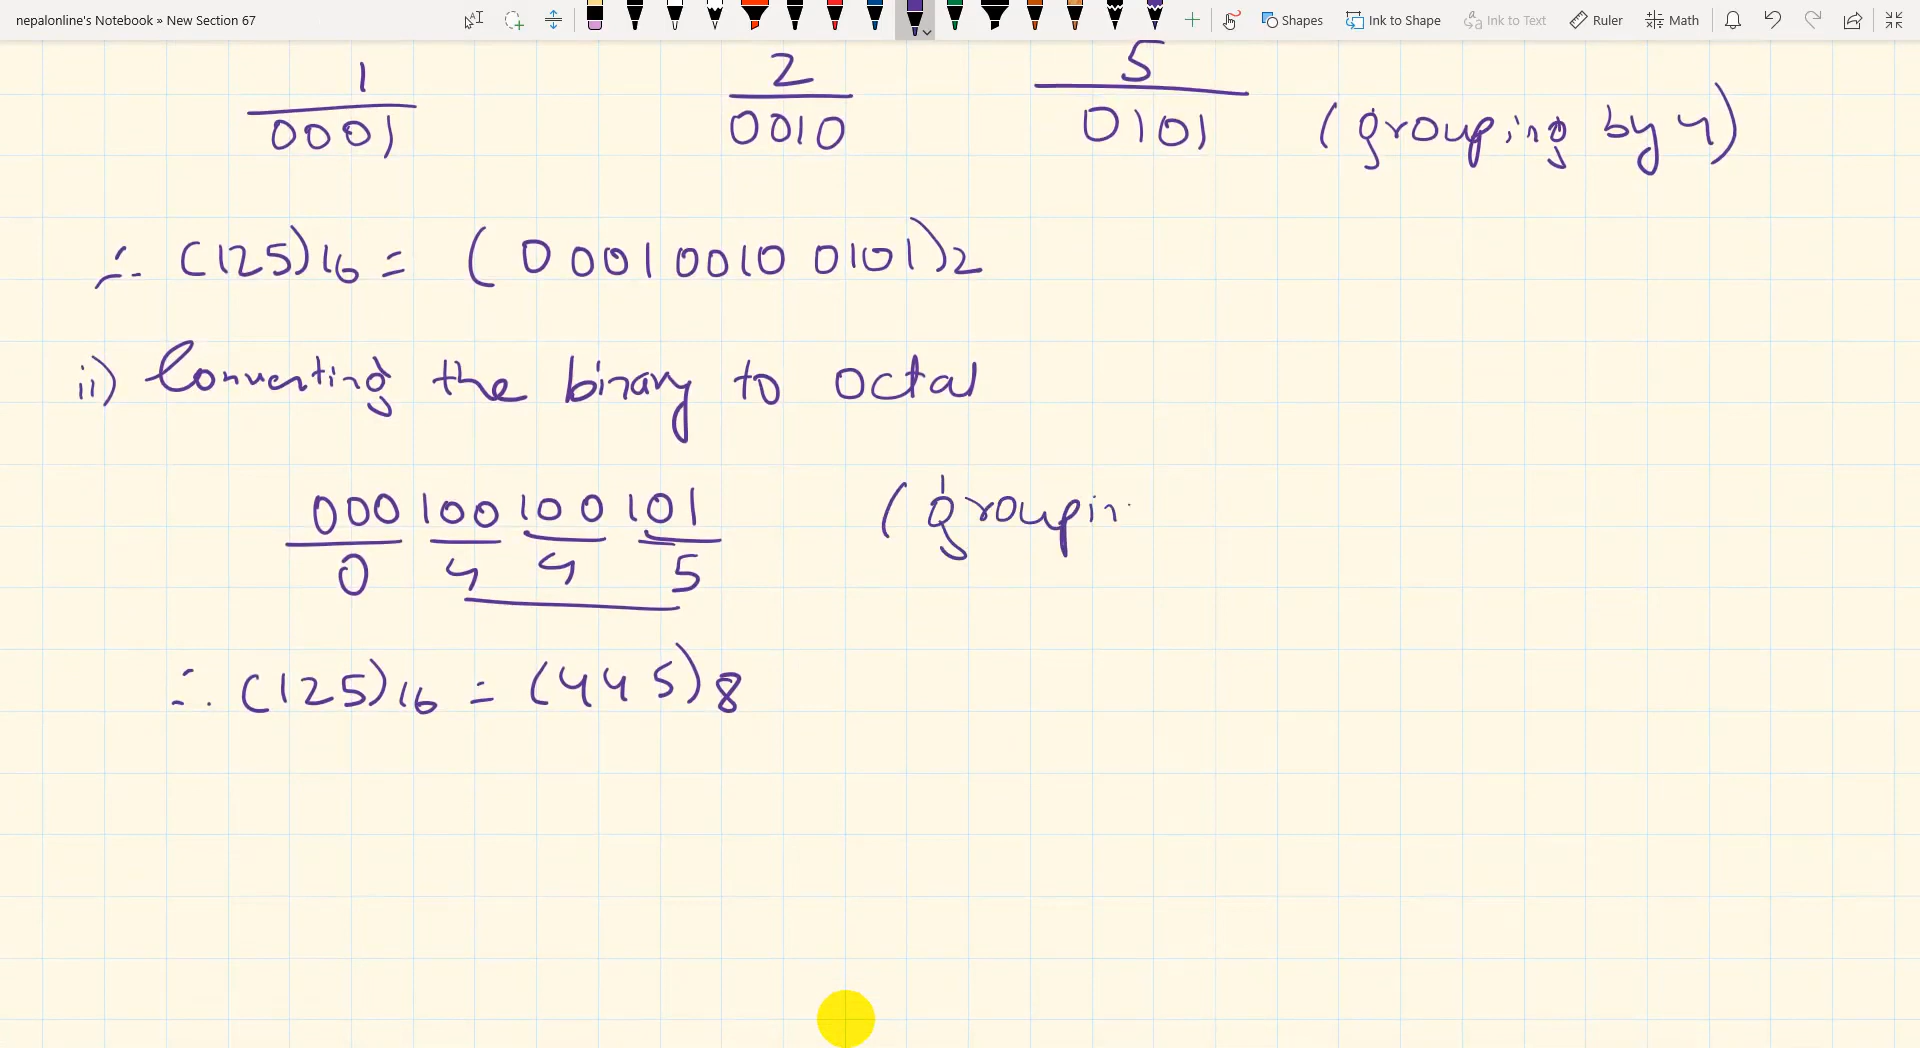 nepalonline's Notebook » New Section 67
Shapes Ink to Shape Ink to Text Ruler Math
1 2 5
0001 0010 0101 (grouping by 4)
∴ (125)16 = (0 0010010 0101)2
ii) Converting the binary to octal
000 100 100 101 (groupin
0 4 4 5
∴ (125)16 = (445)8